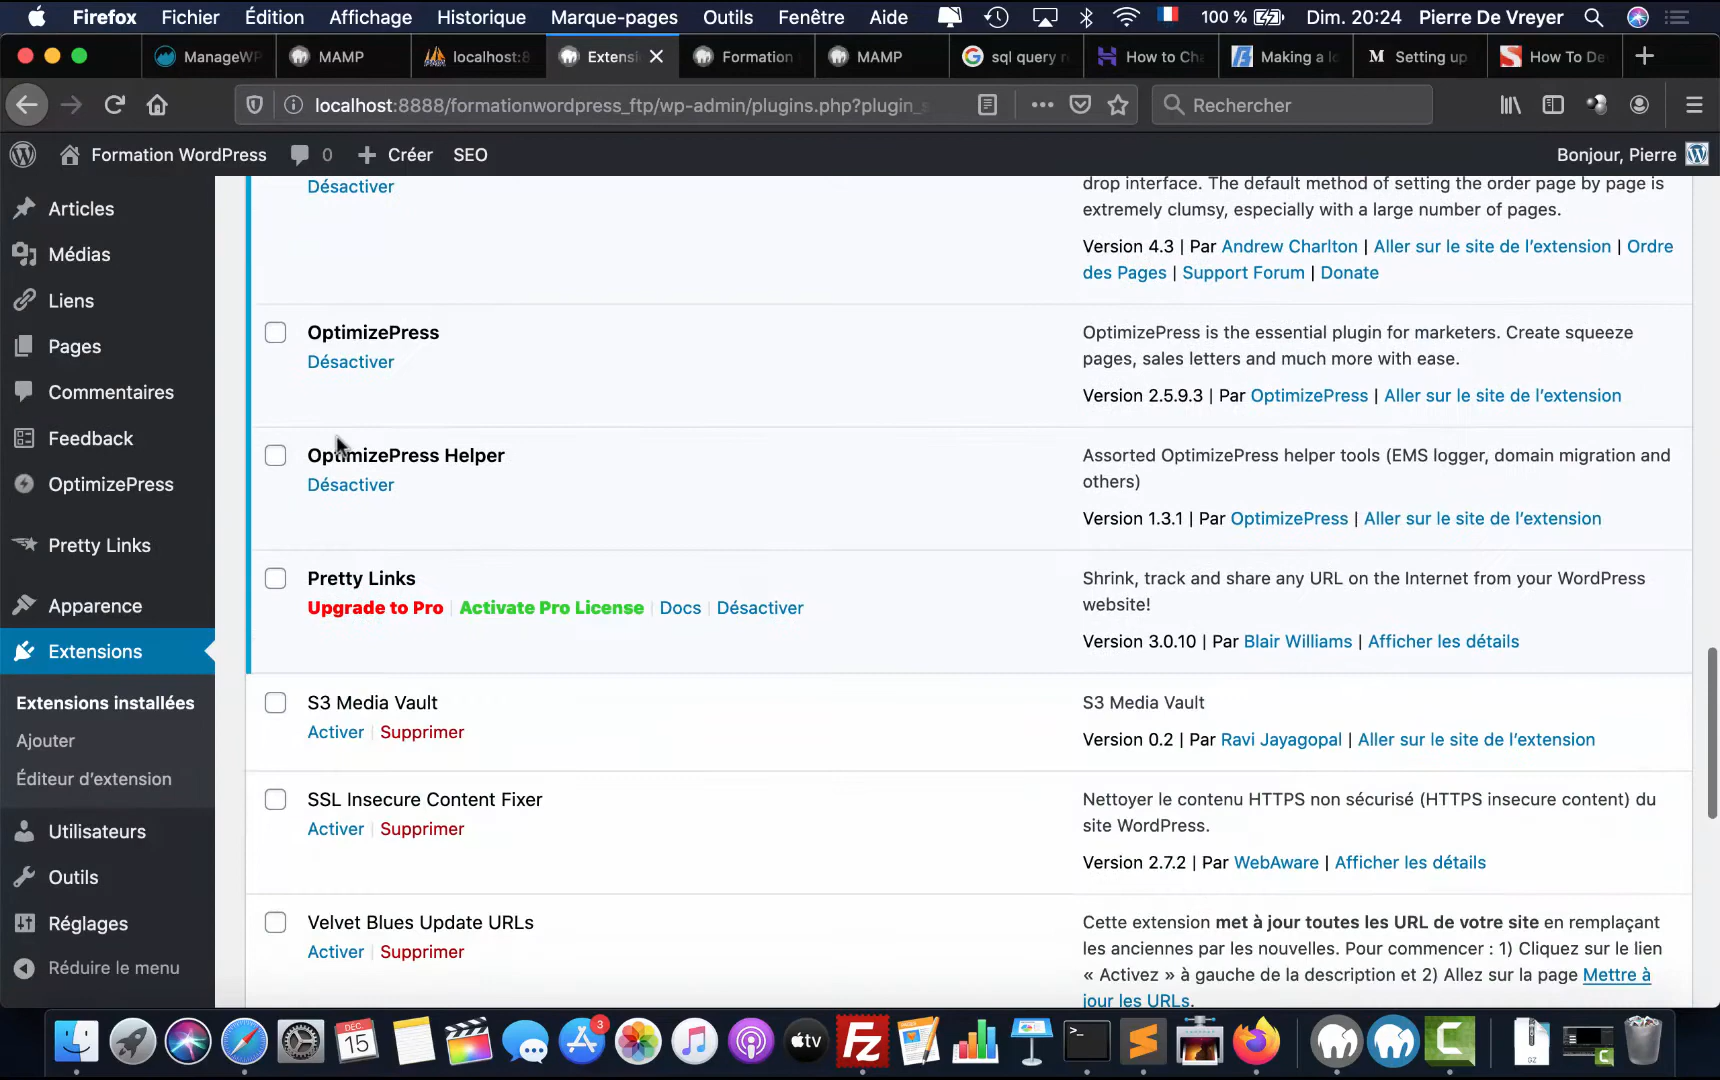 Firefox Fichier Édition Affichage Historique Marque-pages Outils Fenêtre Aide 100 % Dim. 20:24 Pierre De Vreyer
ManageWP MAMP localhost:8 Extensi Formation MAMP sql query r How to Cha Making a lo Setting up How To De
localhost:8888/formationwordpress_ftp/wp-admin/plugins.php?plugin_s Rechercher
Formation WordPress 0 Créer SEO Bonjour, Pierre
Articles
Médias
Liens
Pages
Commentaires
Feedback
OptimizePress
Pretty Links
Apparence
Extensions
Extensions installées
Ajouter
Éditeur d'extension
Utilisateurs
Outils
Réglages
Réduire le menu
Désactiver
drop interface. The default method of setting the order page by page is
extremely clumsy, especially with a large number of pages.
Version 4.3 | Par Andrew Charlton | Aller sur le site de l'extension | Ordre
des Pages | Support Forum | Donate
OptimizePress
Désactiver
OptimizePress is the essential plugin for marketers. Create squeeze
pages, sales letters and much more with ease.
Version 2.5.9.3 | Par OptimizePress | Aller sur le site de l'extension
OptimizePress Helper
Désactiver
Assorted OptimizePress helper tools (EMS logger, domain migration and
others)
Version 1.3.1 | Par OptimizePress | Aller sur le site de l'extension
Pretty Links
Upgrade to Pro | Activate Pro License | Docs | Désactiver
Shrink, track and share any URL on the Internet from your WordPress
website!
Version 3.0.10 | Par Blair Williams | Afficher les détails
S3 Media Vault
Activer | Supprimer
S3 Media Vault
Version 0.2 | Par Ravi Jayagopal | Aller sur le site de l'extension
SSL Insecure Content Fixer
Activer | Supprimer
Nettoyer le contenu HTTPS non sécurisé (HTTPS insecure content) du
site WordPress.
Version 2.7.2 | Par WebAware | Afficher les détails
Velvet Blues Update URLs
Activer | Supprimer
Cette extension met à jour toutes les URL de votre site en remplaçant
les anciennes par les nouvelles. Pour commencer : 1) Cliquez sur le lien
« Activez » à gauche de la description et 2) Allez sur la page Mettre à
jour les URLs.
DÉC.
15
3
tv